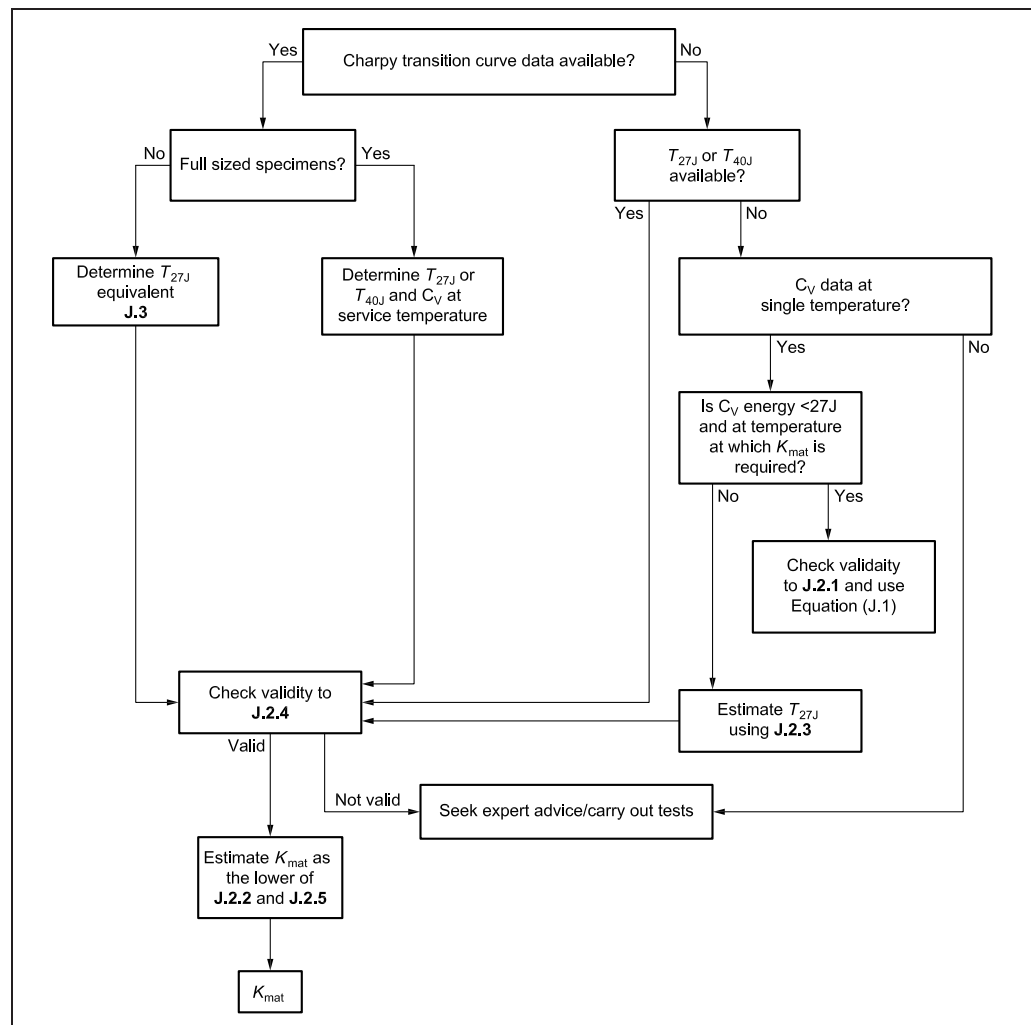 Yes
Charpy transition curve data available?
No
No
Full sized specimens?
Yes
T27J or T40J
available?
Yes
No
Determine T27J
equivalent
J.3
Determine T27J or
T40J and CV at
service temperature
CV data at
single temperature?
Yes
No
Is CV energy <27J
and at temperature
at which Kmat is
required?
No
Yes
Check validaity
to J.2.1 and use
Equation (J.1)
Check validity to
J.2.4
Estimate T27J
using J.2.3
Valid
Not valid
Seek expert advice/carry out tests
Estimate Kmat as
the lower of
J.2.2 and J.2.5
Kmat